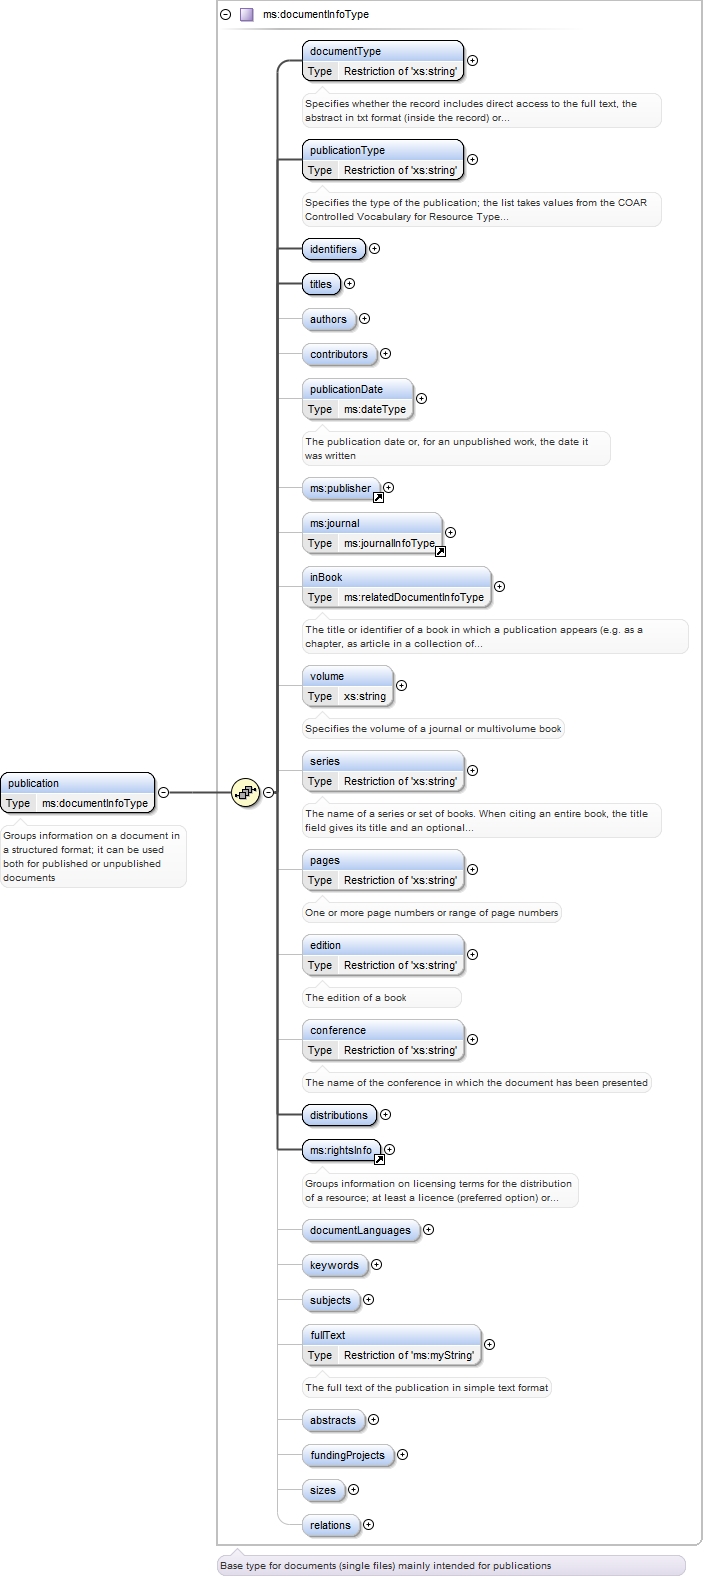 ms:documentInfoType
documentType
Type Restriction of 'xs:string'
Specifies whether the record includes direct access to the full text, the
abstract in txt format (inside the record) or...
publicationType
Type Restriction of 'xs:string'
Specifies the type of the publication; the list takes values from the COAR
Controlled Vocabulary for Resource Type...
identifiers
titles
authors
contributors
publicationDate
Type ms:dateType
The publication date or, for an unpublished work, the date it
was written
ms:publisher
ms:journal
Type ms:journalInfoType
inBook
Type ms:relatedDocumentInfoType
The title or identifier of a book in which a publication appears (e.g. as a
chapter, as article in a collection of...
volume
Type xs:string
Specifies the volume of a journal or multivolume book
series
Type Restriction of 'xs:string'
The name of a series or set of books. When citing an entire book, the title
field gives its title and an optional...
publication
Type ms:documentInfoType
Groups information on a document in
a structured format; it can be used
both for published or unpublished
documents
pages
Type Restriction of 'xs:string'
One or more page numbers or range of page numbers
edition
Type Restriction of 'xs:string'
The edition of a book
conference
Type Restriction of 'xs:string'
The name of the conference in which the document has been presented
distributions
ms:rightsInfo
Groups information on licensing terms for the distribution
of a resource; at least a licence (preferred option) or...
documentLanguages
keywords
subjects
fullText
Type Restriction of 'ms:myString'
The full text of the publication in simple text format
abstracts
fundingProjects
sizes
relations
Base type for documents (single files) mainly intended for publications